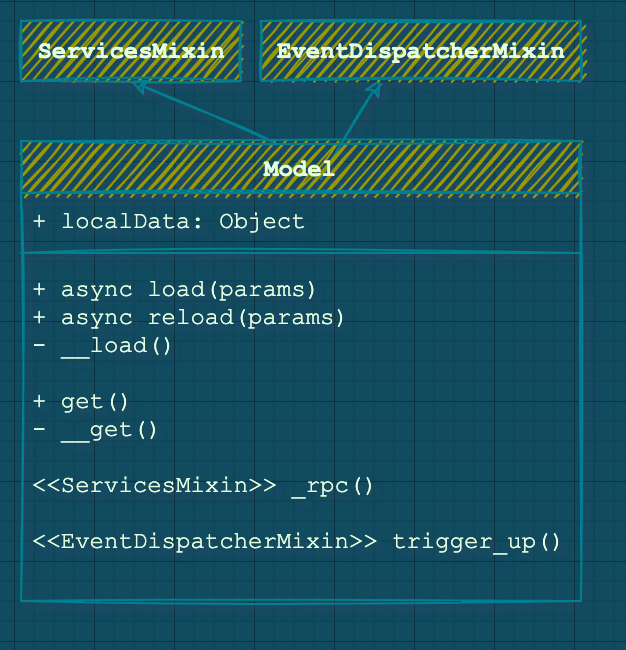 ServicesMixin
EventDispatcherMixin
Model
+ localData: Object
+ async load(params)
+ async reload(params)
- __load()
+ get()
- __get()
<<ServicesMixin>> _rpc()
<<EventDispatcherMixin>> trigger_up()